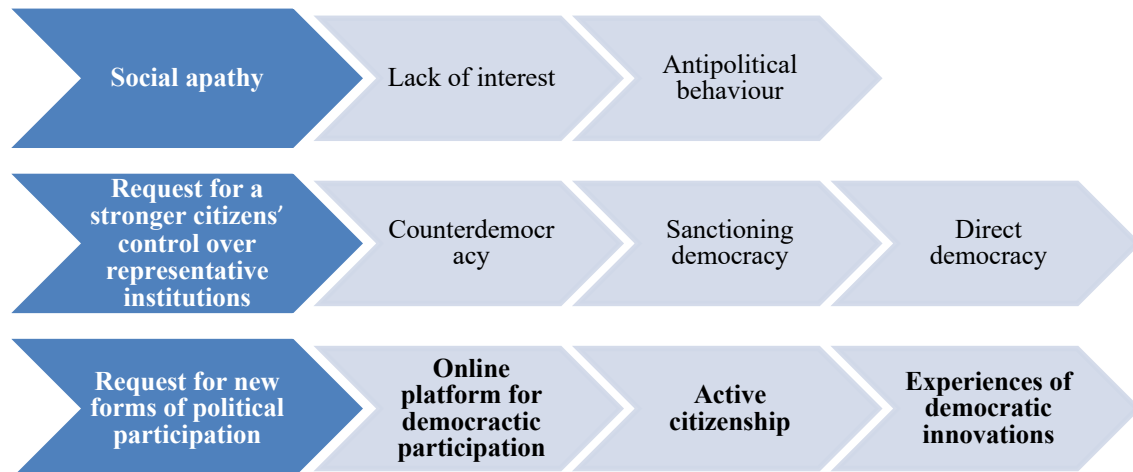 Social apathy
Lack of interest
Antipolitical
behaviour
Request for a
stronger citizens’
control over
representative
institutions
Counterdemocr
acy
Sanctioning
democracy
Direct
democracy
Request for new
forms of political
participation
Online
platform for
democractic
participation
Active
citizenship
Experiences of
democratic
innovations